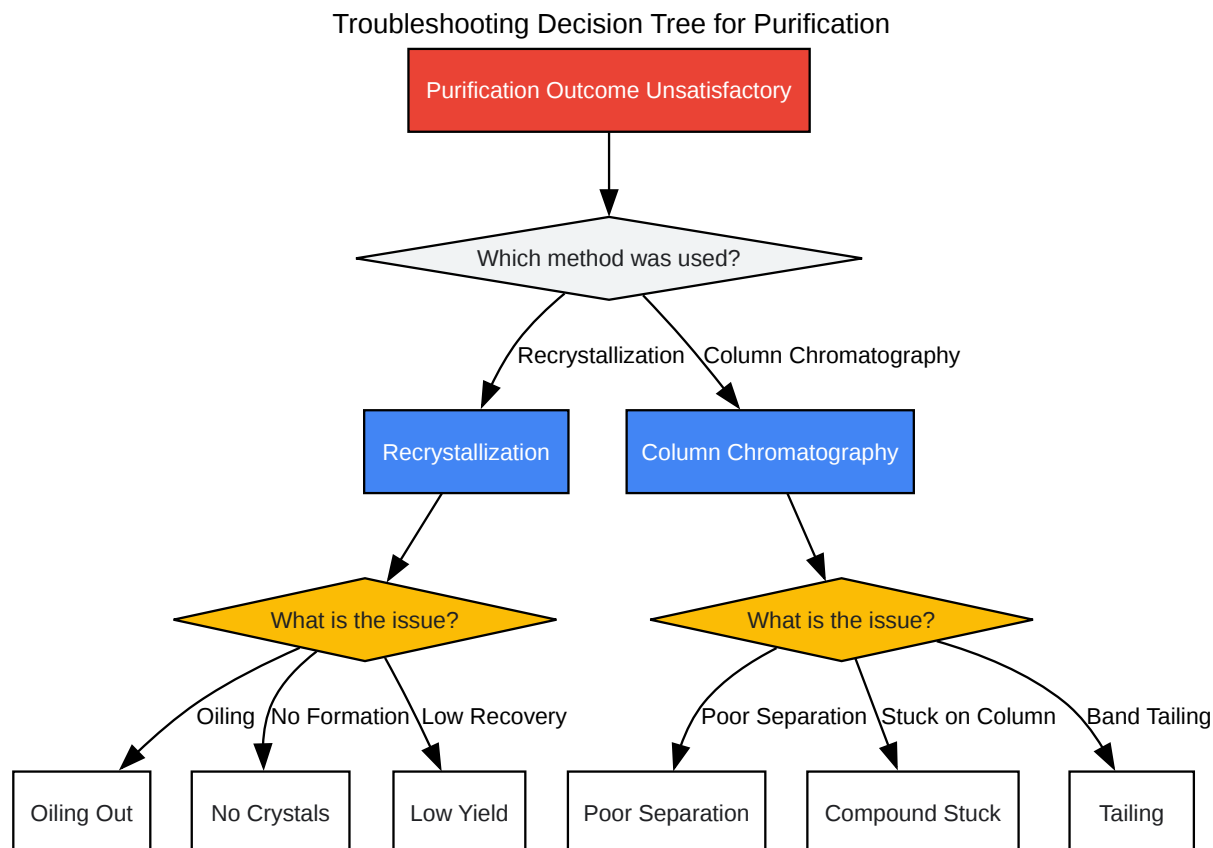 Troubleshooting Decision Tree for Purification
Purification Outcome Unsatisfactory
Which method was used?
Recrystallization
Column Chromatography
Recrystallization
Column Chromatography
What is the issue?
What is the issue?
Oiling
No Formation
Low Recovery
Poor Separation
Stuck on Column
Band Tailing
Oiling Out
No Crystals
Low Yield
Poor Separation
Compound Stuck
Tailing